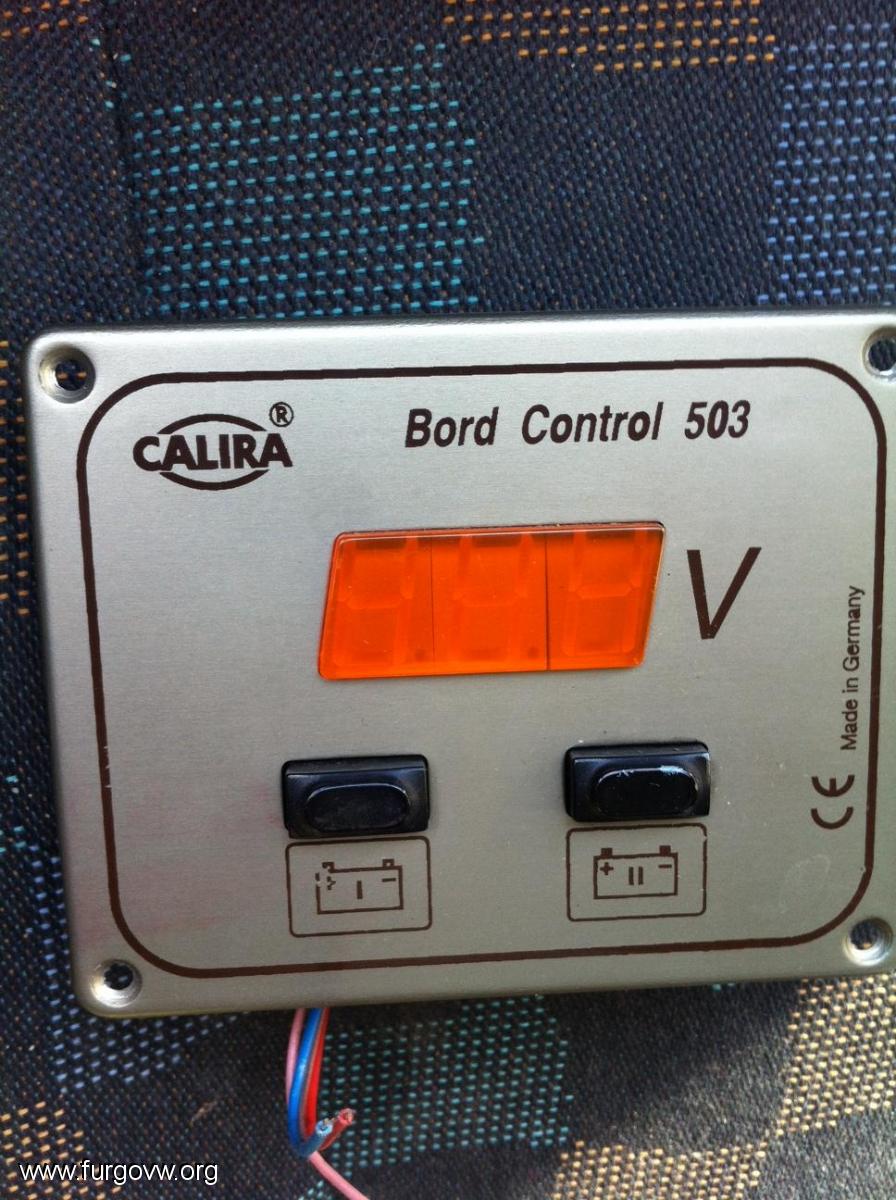 CALIRA®
Bord Control 503
V
Made in Germany
CE
+ I -
+ II -
www.furgovw.org